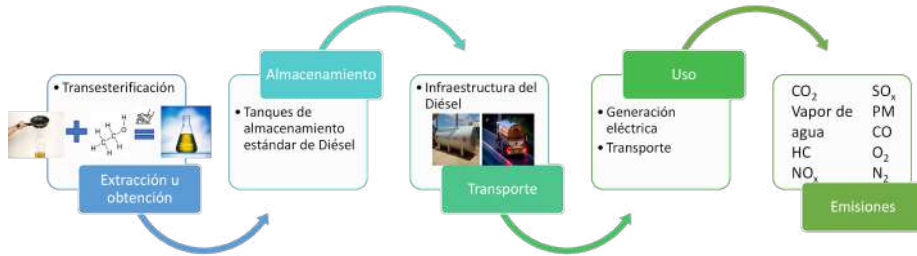 • Transesterificación
H H
H O H
H H H
Extracción u
obtención
Almacenamiento
• Tanques de
almacenamiento
estándar de Diésel
• Infraestructura del
Diésel
Transporte
Uso
• Generación
eléctrica
• Transporte
CO₂
Vapor de
agua
HC
NOₓ
SOₓ
PM
CO
O₂
N₂
Emisiones